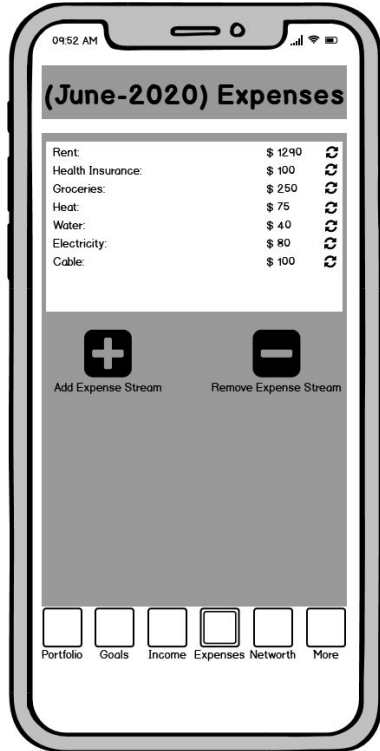 09:52 AM
(June-2020) Expenses
Rent: $ 1290
Health Insurance: $ 100
Groceries: $ 250
Heat: $ 75
Water: $ 40
Electricity: $ 80
Cable: $ 100
Add Expense Stream Remove Expense Stream
Portfolio Goals Income Expenses Networth More